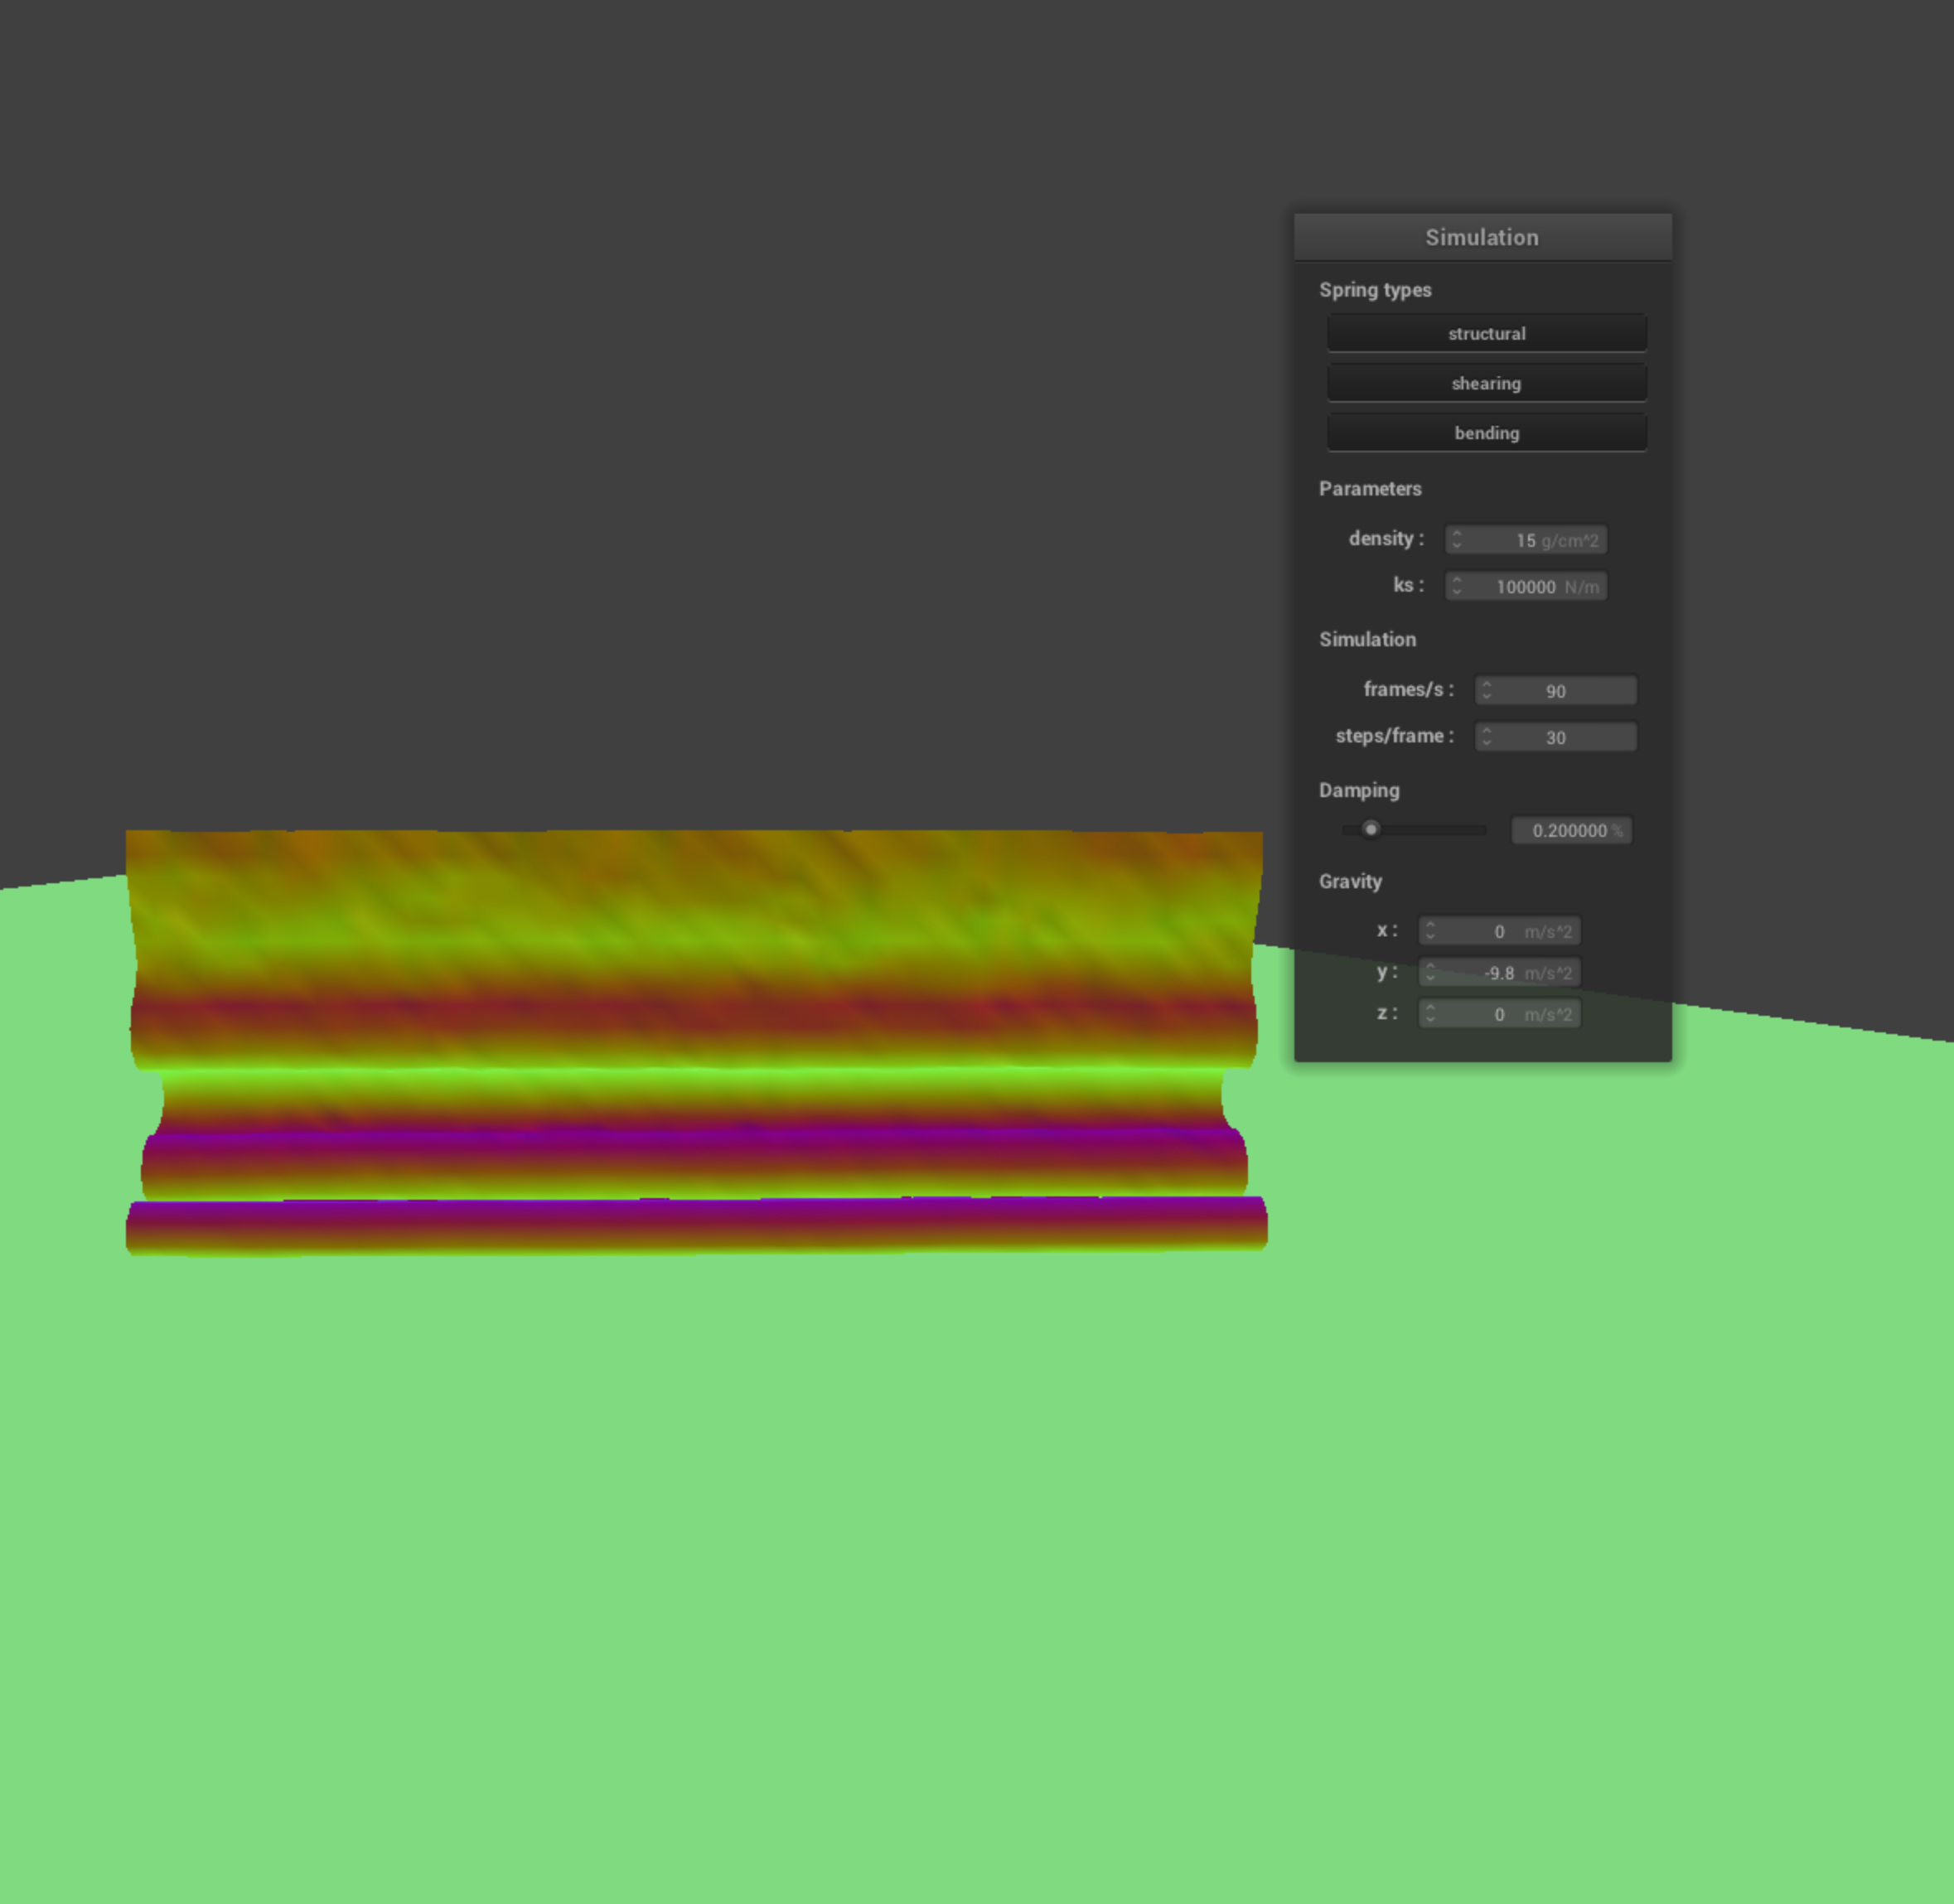 Simulation
Spring types
structural
shearing
bending
Parameters
density : 15 g/cm^2
ks : 100000 N/m
Simulation
frames/s : 90
steps/frame : 30
Damping
0.200000 %
Gravity
x : 0 m/s^2
y : -9.8 m/s^2
z : 0 m/s^2